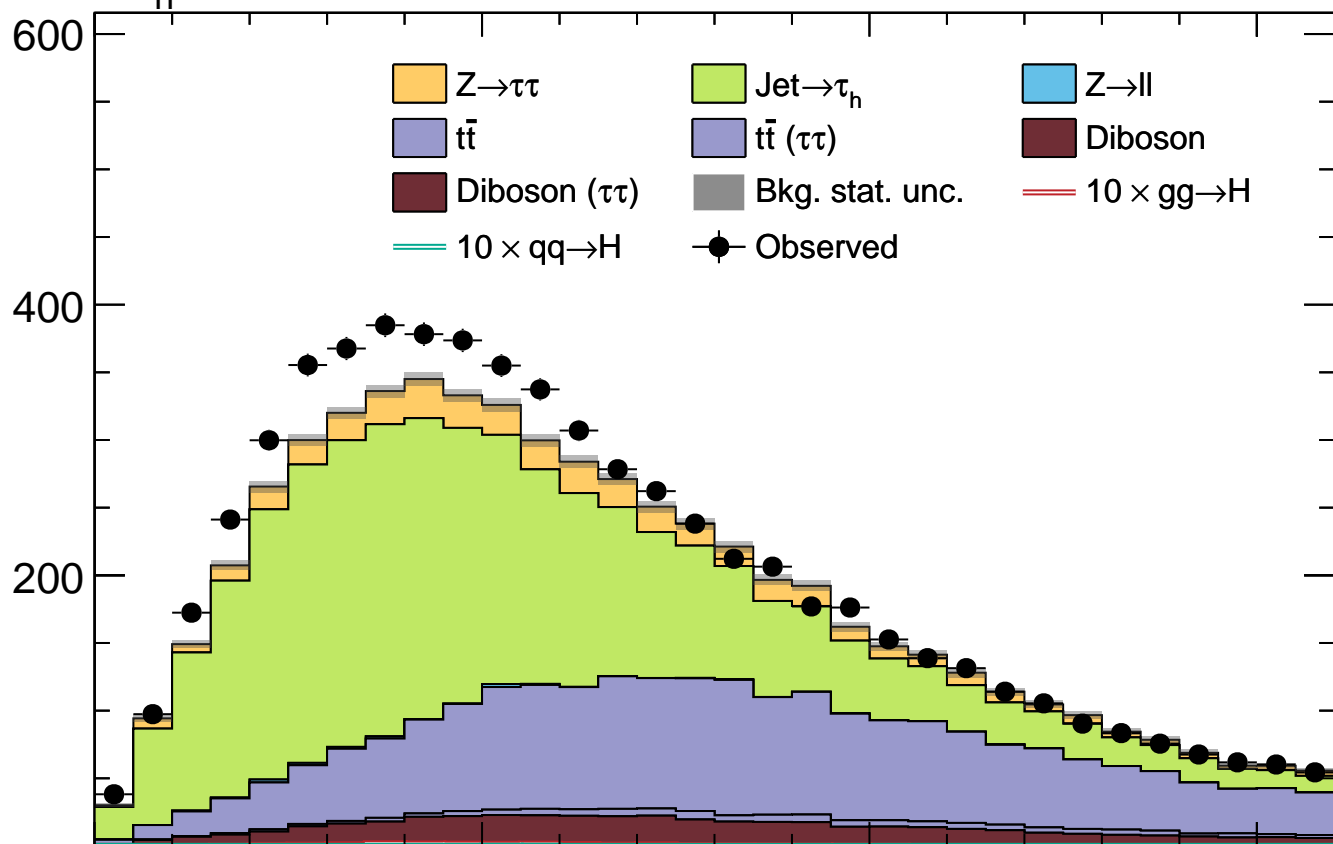 600
Z→ττ Jet→τh Z→ll
tt̄ tt̄ (ττ) Diboson
Diboson (ττ) Bkg. stat. unc. 10 × gg→H
10 × qq→H Observed
400
200